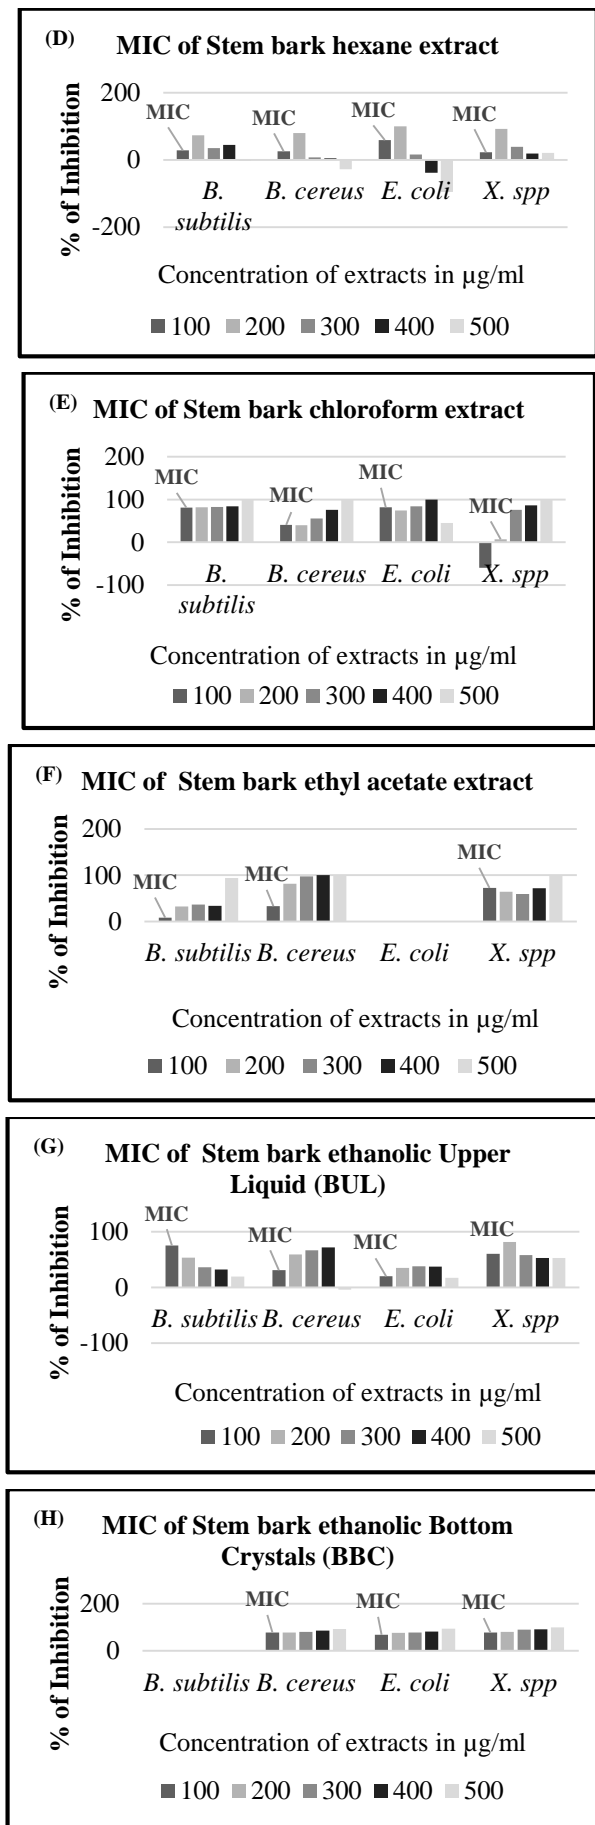 (D) MIC of Stem bark hexane extract
% of Inhibition
200
0
-200
MIC MIC MIC MIC
B. subtilis B. cereus E. coli X. spp
Concentration of extracts in µg/ml
100 200 300 400 500
(E) MIC of Stem bark chloroform extract
% of Inhibition
200
100
0
-100
MIC MIC MIC MIC
B. subtilis B. cereus E. coli X. spp
Concentration of extracts in µg/ml
100 200 300 400 500
(F) MIC of Stem bark ethyl acetate extract
% of Inhibition
200
100
0
MIC MIC MIC
B. subtilis B. cereus E. coli X. spp
Concentration of extracts in µg/ml
100 200 300 400 500
(G) MIC of Stem bark ethanolic Upper
Liquid (BUL)
% of Inhibition
100
0
-100
MIC MIC MIC MIC
B. subtilis B. cereus E. coli X. spp
Concentration of extracts in µg/ml
100 200 300 400 500
(H) MIC of Stem bark ethanolic Bottom
Crystals (BBC)
% of Inhibition
200
0
MIC MIC MIC
B. subtilis B. cereus E. coli X. spp
Concentration of extracts in µg/ml
100 200 300 400 500